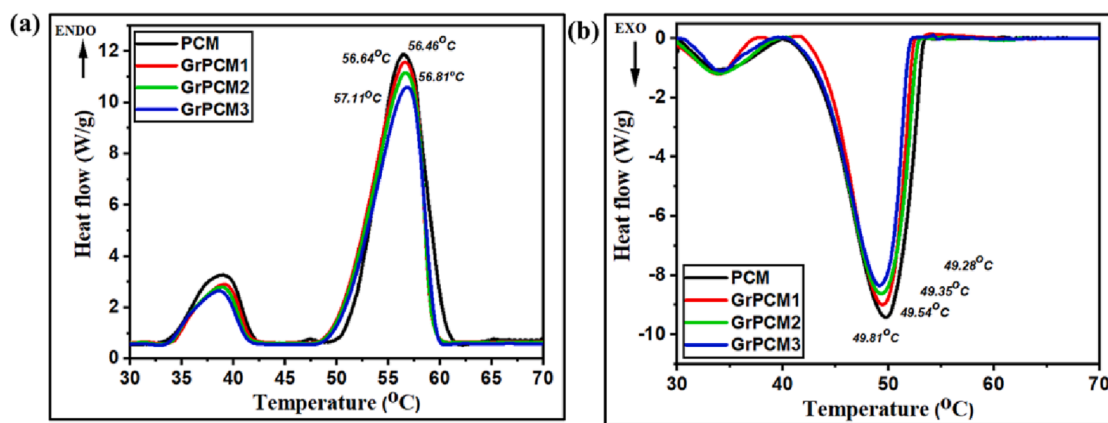 (a)
ENDO
12
10
8
6
4
2
0
Heat flow (W/g)
PCM
GrPCM1
GrPCM2
GrPCM3
56.46°C
56.64°C
56.81°C
57.11°C
30 35 40 45 50 55 60 65 70
Temperature (°C)
(b)
EXO
0
-2
-4
-6
-8
-10
Heat flow (W/g)
PCM
GrPCM1
GrPCM2
GrPCM3
49.28°C
49.35°C
49.54°C
49.81°C
30 40 50 60 70
Temperature (°C)